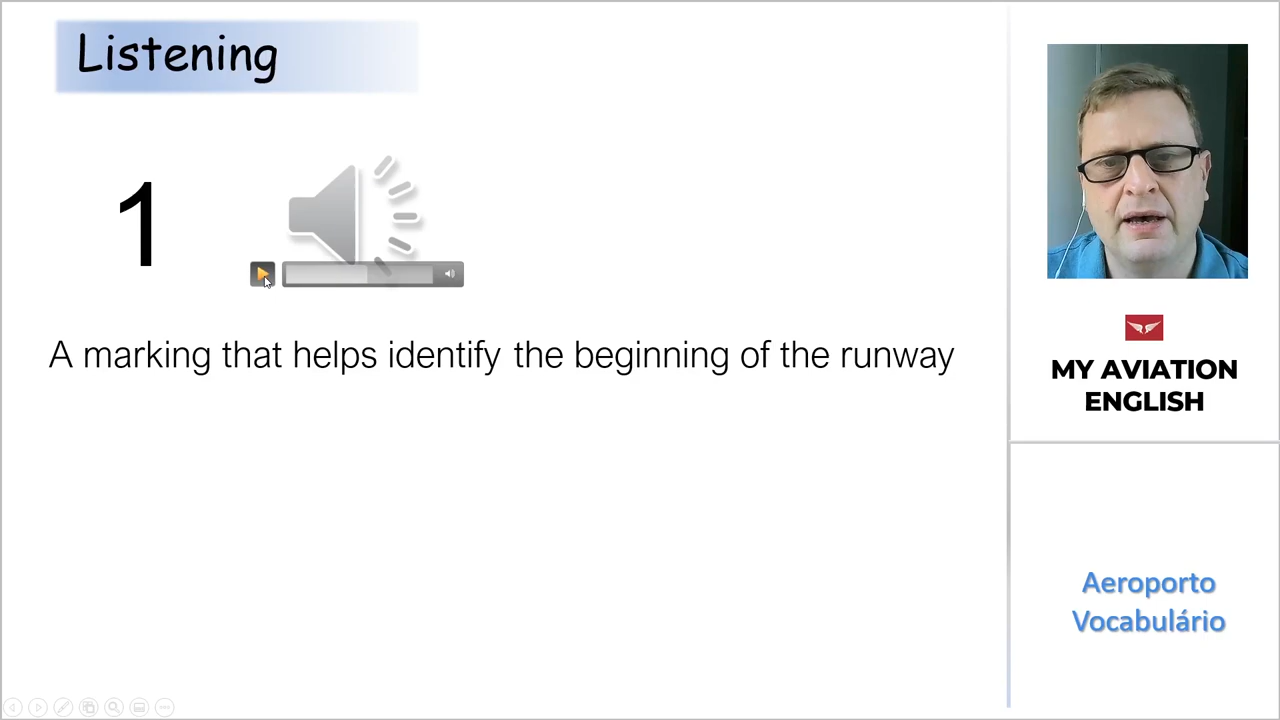 Listening
1
A marking that helps identify the beginning of the runway
MY AVIATION
ENGLISH
Aeroporto
Vocabulário